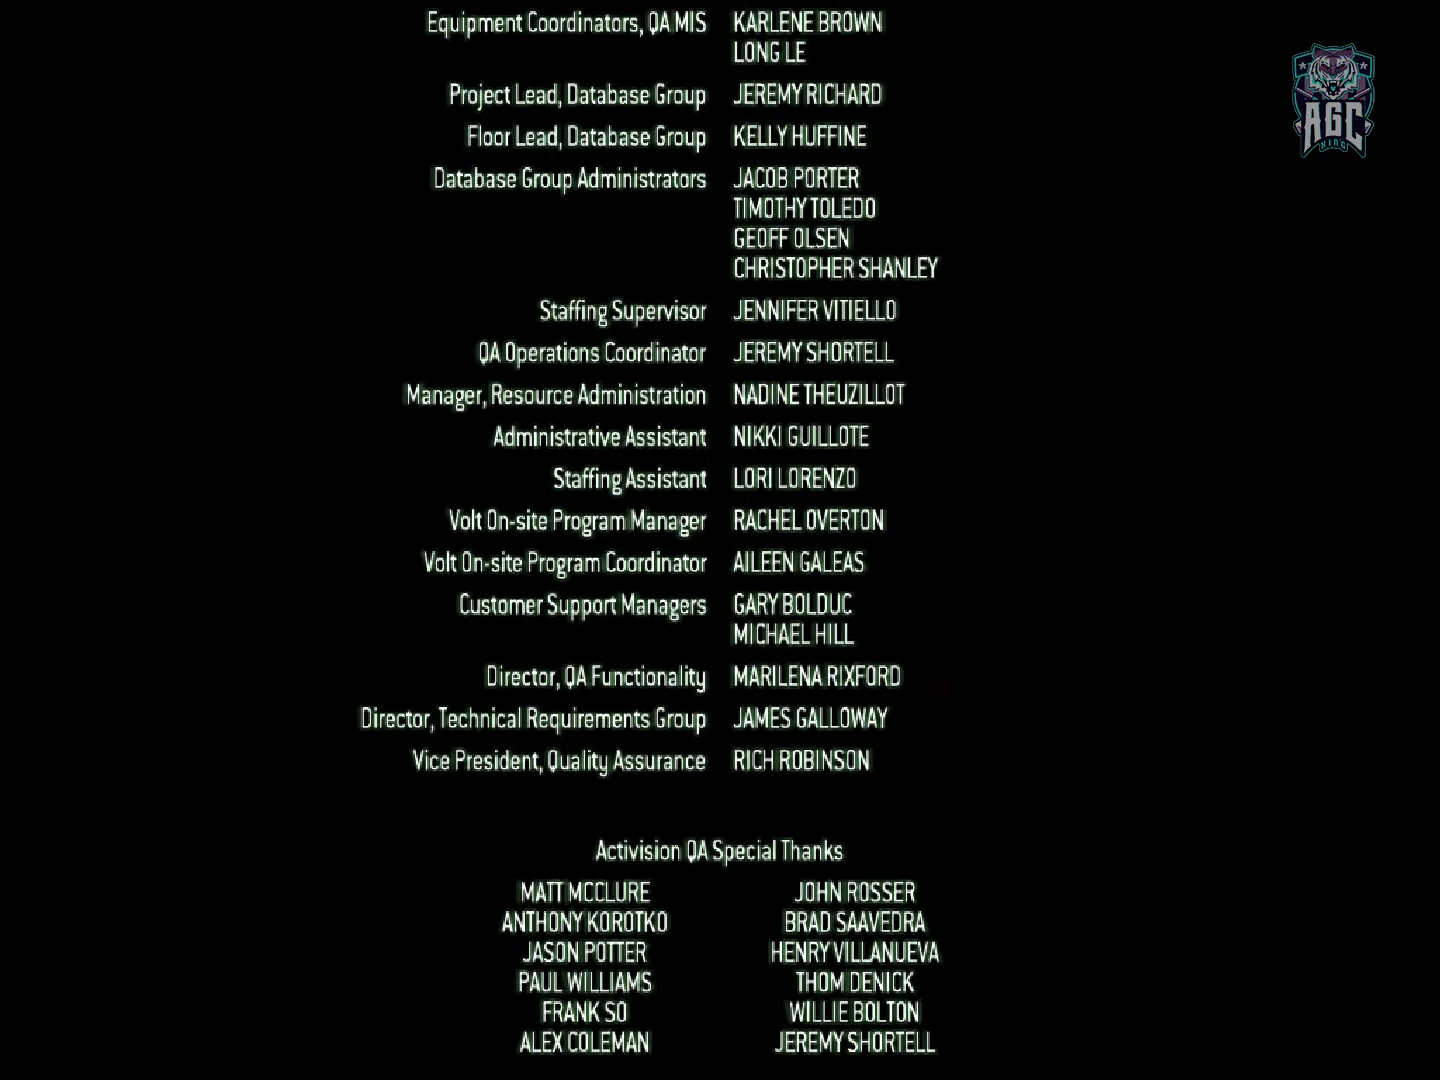 Equipment Coordinators, QA MIS KARLENE BROWN
LONG LE
Project Lead, Database Group JEREMY RICHARD
Floor Lead, Database Group KELLY HUFFINE
Database Group Administrators JACOB PORTER
TIMOTHY TOLEDO
GEOFF OLSEN
CHRISTOPHER SHANLEY
Staffing Supervisor JENNIFER VITIELLO
QA Operations Coordinator JEREMY SHORTELL
Manager, Resource Administration NADINE THEUZILLOT
Administrative Assistant NIKKI GUILLOTE
Staffing Assistant LORI LORENZO
Volt On-site Program Manager RACHEL OVERTON
Volt On-site Program Coordinator AILEEN GALEAS
Customer Support Managers GARY BOLDUC
MICHAEL HILL
Director, QA Functionality MARILENA RIXFORD
Director, Technical Requirements Group JAMES GALLOWAY
Vice President, Quality Assurance RICH ROBINSON
Activision QA Special Thanks
MATT MCCLURE JOHN ROSSER
ANTHONY KOROTKO BRAD SAAVEDRA
JASON POTTER HENRY VILLANUEVA
PAUL WILLIAMS THOM DENICK
FRANK SO WILLIE BOLTON
ALEX COLEMAN JEREMY SHORTELL
AGC
KING